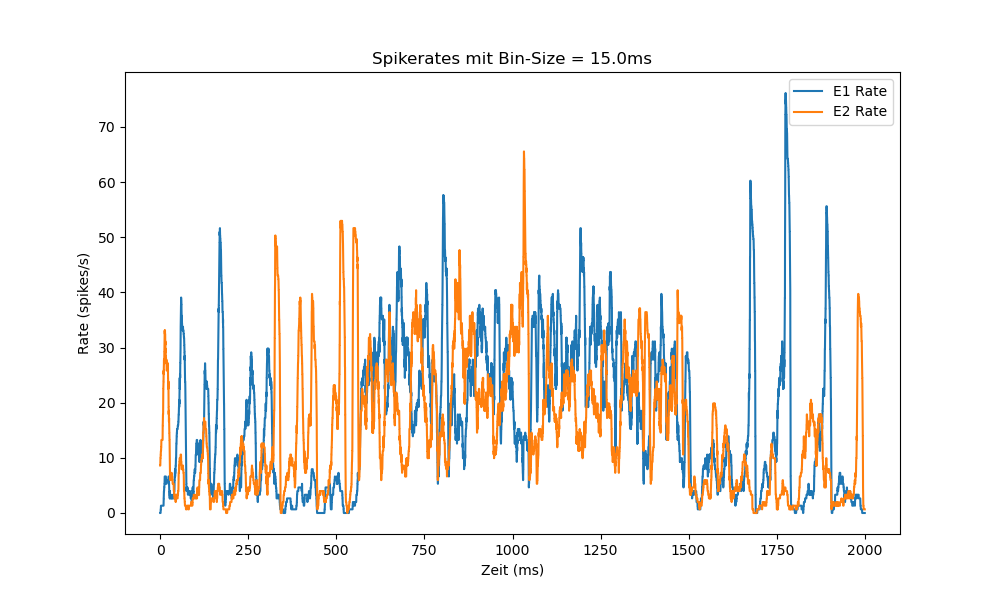 Spikerates mit Bin-Size = 15.0ms
E1 Rate
E2 Rate
Rate (spikes/s)
70
60
50
40
30
20
10
0
0 250 500 750 1000 1250 1500 1750 2000
Zeit (ms)